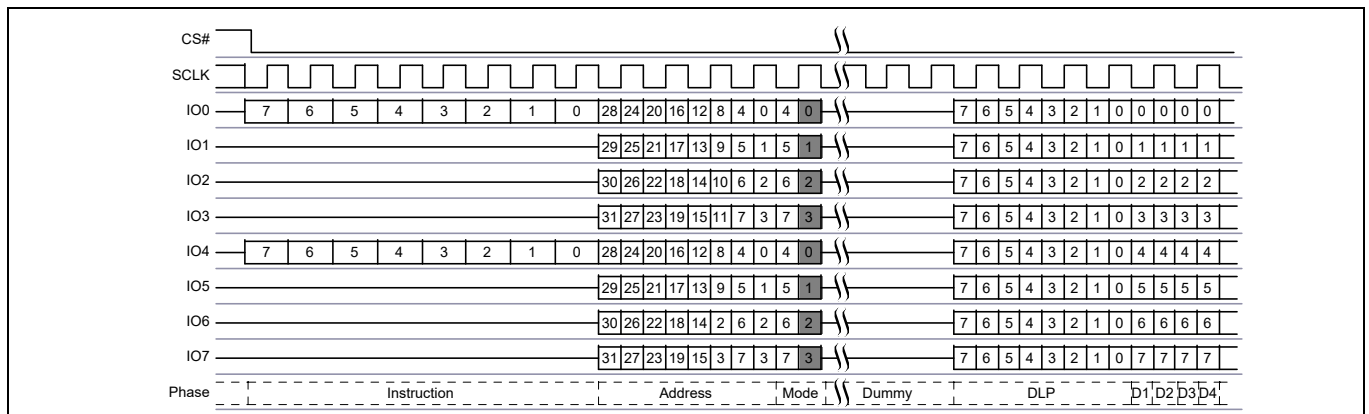 CS#
SCLK
IO0 7 6 5 4 3 2 1 0 28 24 20 16 12 8 4 0 4 0 7 6 5 4 3 2 1 0 0 0 0 0
IO1 29 25 21 17 13 9 5 1 5 1 7 6 5 4 3 2 1 0 1 1 1 1
IO2 30 26 22 18 14 10 6 2 6 2 7 6 5 4 3 2 1 0 2 2 2 2
IO3 31 27 23 19 15 11 7 3 7 3 7 6 5 4 3 2 1 0 3 3 3 3
IO4 7 6 5 4 3 2 1 0 28 24 20 16 12 8 4 0 4 0 7 6 5 4 3 2 1 0 4 4 4 4
IO5 29 25 21 17 13 9 5 1 5 1 7 6 5 4 3 2 1 0 5 5 5 5
IO6 30 26 22 18 14 2 6 2 6 2 7 6 5 4 3 2 1 0 6 6 6 6
IO7 31 27 23 19 15 3 7 3 7 3 7 6 5 4 3 2 1 0 7 7 7 7
Phase Instruction Address Mode Dummy DLP D1 D2 D3 D4